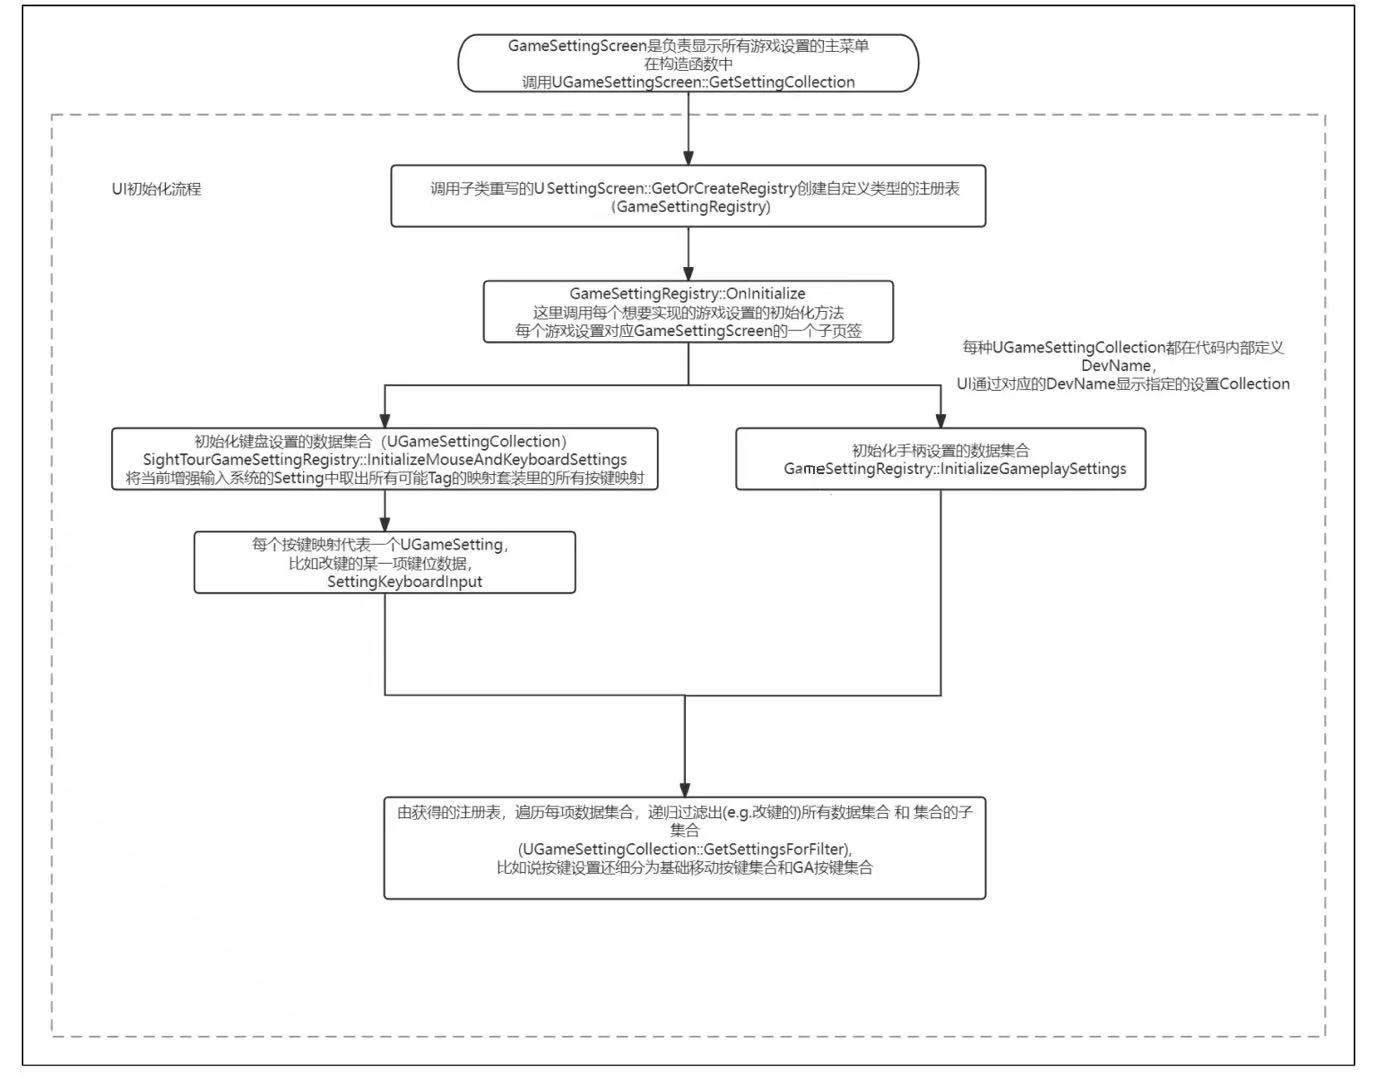 GameSettingScreen是负责显示所有游戏设置的主菜单
在构造函数中
调用UGameSettingScreen::GetSettingCollection
UI初始化流程
调用子类重写的U SettingScreen::GetOrCreateRegistry创建自定义类型的注册表
（GameSettingRegistry)
GameSettingRegistry::OnInitialize
这里调用每个想要实现的游戏设置的初始化方法
每个游戏设置对应GameSettingScreen的一个子页签
每种UGameSettingCollection都在代码内部定义
DevName，
UI通过对应的DevName显示指定的设置Collection
初始化键盘设置的数据集合（UGameSettingCollection）
SightTourGameSettingRegistry::InitializeMouseAndKeyboardSettings
将当前增强输入系统的Setting中取出所有可能Tag的映射套装里的所有按键映射
初始化手柄设置的数据集合
GameSettingRegistry::InitializeGameplaySettings
每个按键映射代表一个UGameSetting，
比如改键的某一项键位数据，
SettingKeyboardInput
由获得的注册表，遍历每项数据集合，递归过滤出(e.g.改键的)所有数据集合 和 集合的子
集合
(UGameSettingCollection::GetSettingsForFilter),
比如说按键设置还细分为基础移动按键集合和GA按键集合